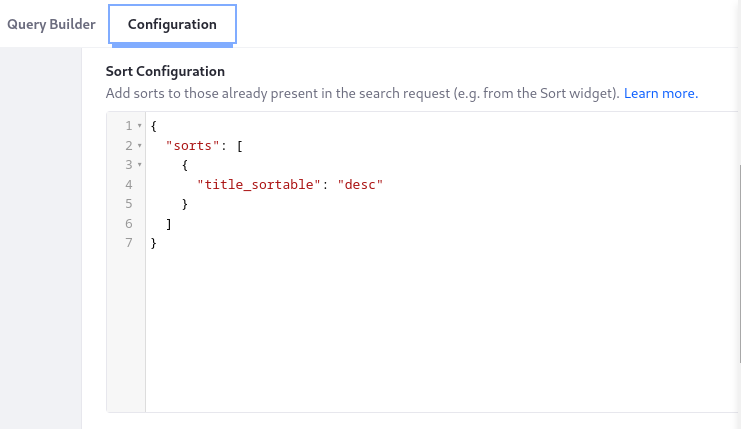 Query Builder Configuration
Sort Configuration
Add sorts to those already present in the search request (e.g. from the Sort widget). Learn more.
1 {
2 "sorts": [
3 {
4 "title_sortable": "desc"
5 }
6 ]
7 }